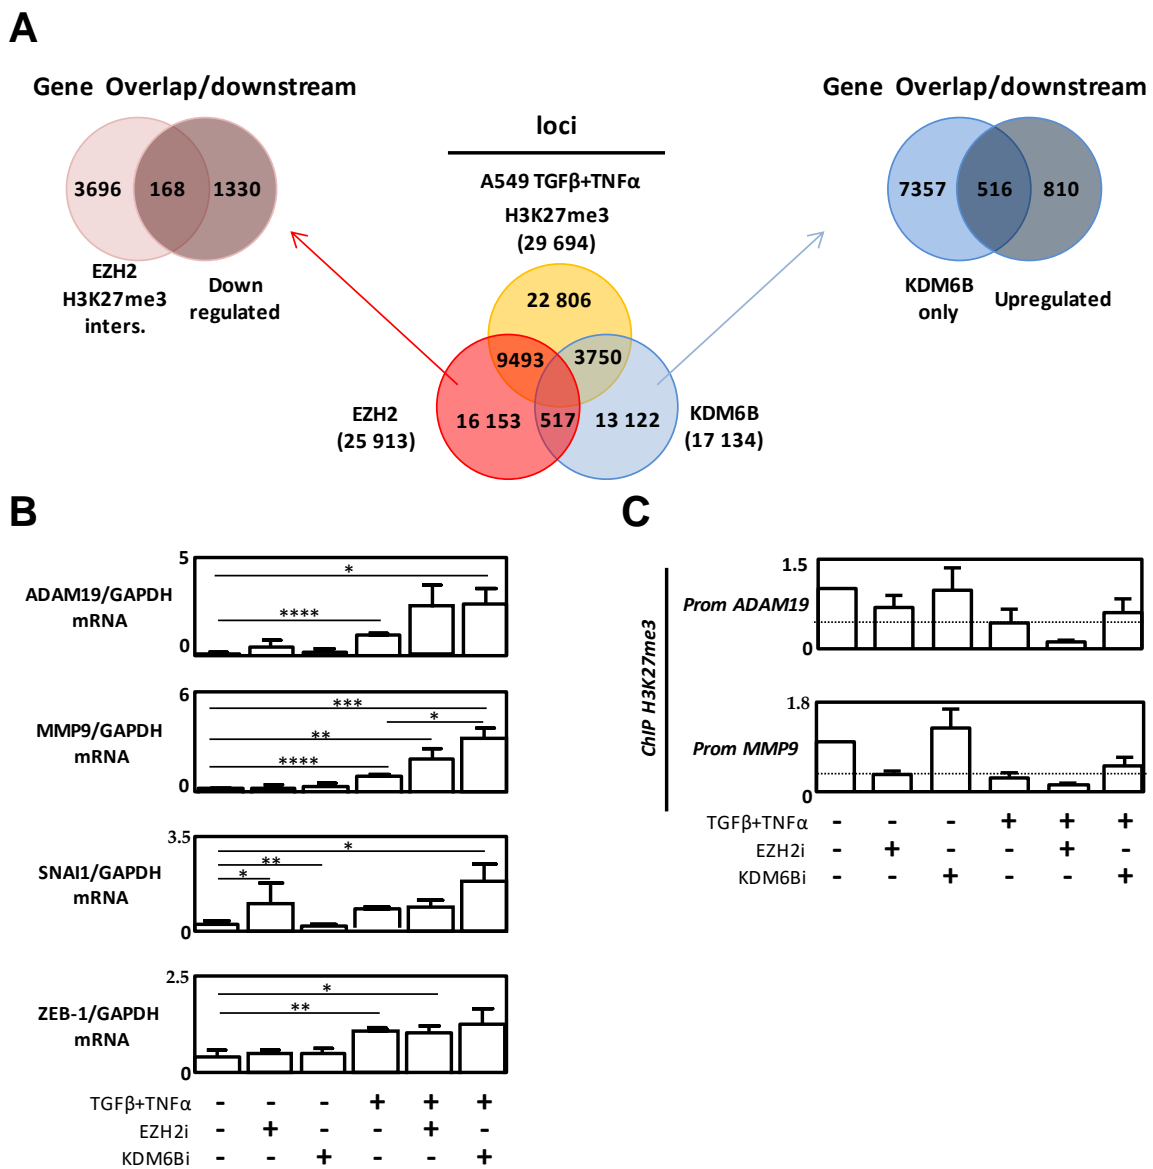 A
Gene Overlap/downstream
3696 168 1330
EZH2
H3K27me3
inters.
Down
regulated
loci
A549 TGFβ+TNFα
H3K27me3
(29 694)
22 806
9493 3750
16 153 517 13 122
EZH2
(25 913)
KDM6B
(17 134)
Gene Overlap/downstream
7357 516 810
KDM6B
only
Upregulated
B
ADAM19/GAPDH
mRNA
5
0
*
****
MMP9/GAPDH
mRNA
6
0
***
*
**
****
SNAI1/GAPDH
mRNA
3.5
0
*
**
*
ZEB-1/GAPDH
mRNA
2.5
0
*
**
TGFβ+TNFα - - - + + +
EZH2i - + - - + -
KDM6Bi - - + - - +
C
ChIP H3K27me3
Prom ADAM19
1.5
0
Prom MMP9
1.8
0
TGFβ+TNFα - - - + + +
EZH2i - + - - + -
KDM6Bi - - + - - +